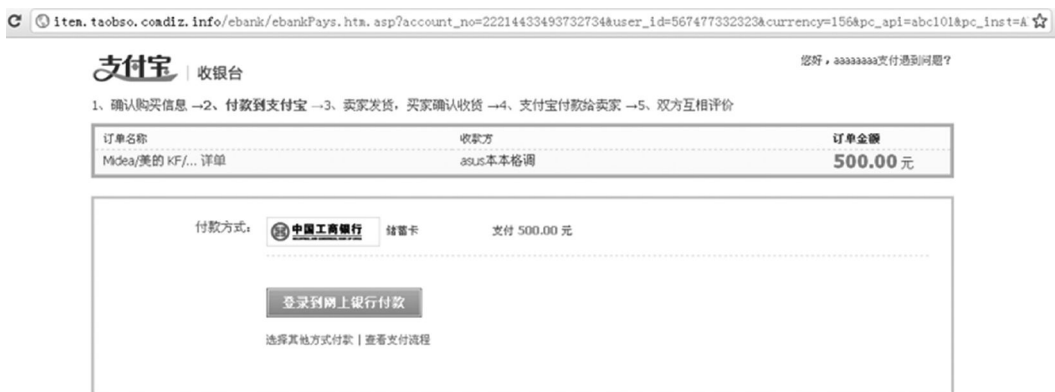 item.taobso.comdiz.info/ebank/ebankPays.htm.asp?account_no=22214433493732734&user_id=567477332323&currency=156&pc_api=abc101&pc_inst=A
支付宝 | 收银台
您好，aaaaaaaa支付遇到问题？
1、确认购买信息 →2、付款到支付宝 →3、卖家发货，买家确认收货 →4、支付宝付款给卖家 →5、双方互相评价
订单名称 收款方 订单金额
Midea/美的 KF/... 详单 asus本本格调 500.00 元
付款方式： 中国工商银行 储蓄卡 支付 500.00 元
登录到网上银行付款
选择其他方式付款 | 查看支付流程